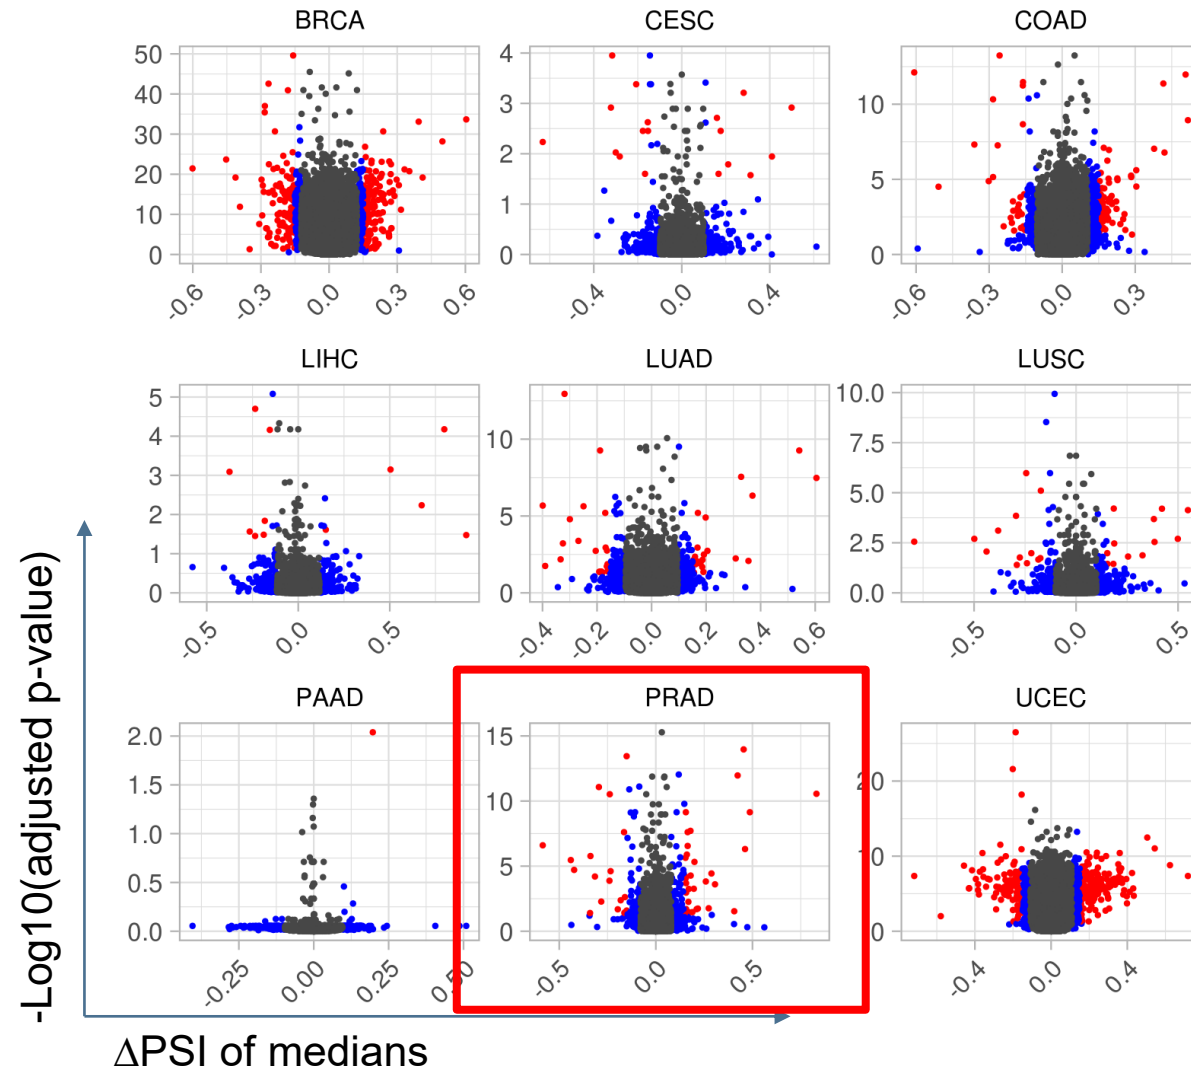 BRCA CESC COAD
50 4
40 10
30 3
20 2 5
10 1
0 0 0
-0.6 -0.3 0.0 0.3 0.6 -0.4 0.0 0.4 -0.6 -0.3 0.0 0.3
LIHC LUAD LUSC
5 10.0
4 10 7.5
3 5.0
2 5
1 2.5
0 0 0.0
-0.5 0.0 0.5 -0.4 -0.2 0.0 0.2 0.4 0.6 -0.5 0.0 0.5
-Log10(adjusted p-value)
PAAD PRAD UCEC
2.0 15
1.5 10 20
1.0
0.5 5 10
0.0 0 0
-0.25 0.00 0.25 0.50 -0.5 0.0 0.5 -0.4 0.0 0.4
ΔPSI of medians